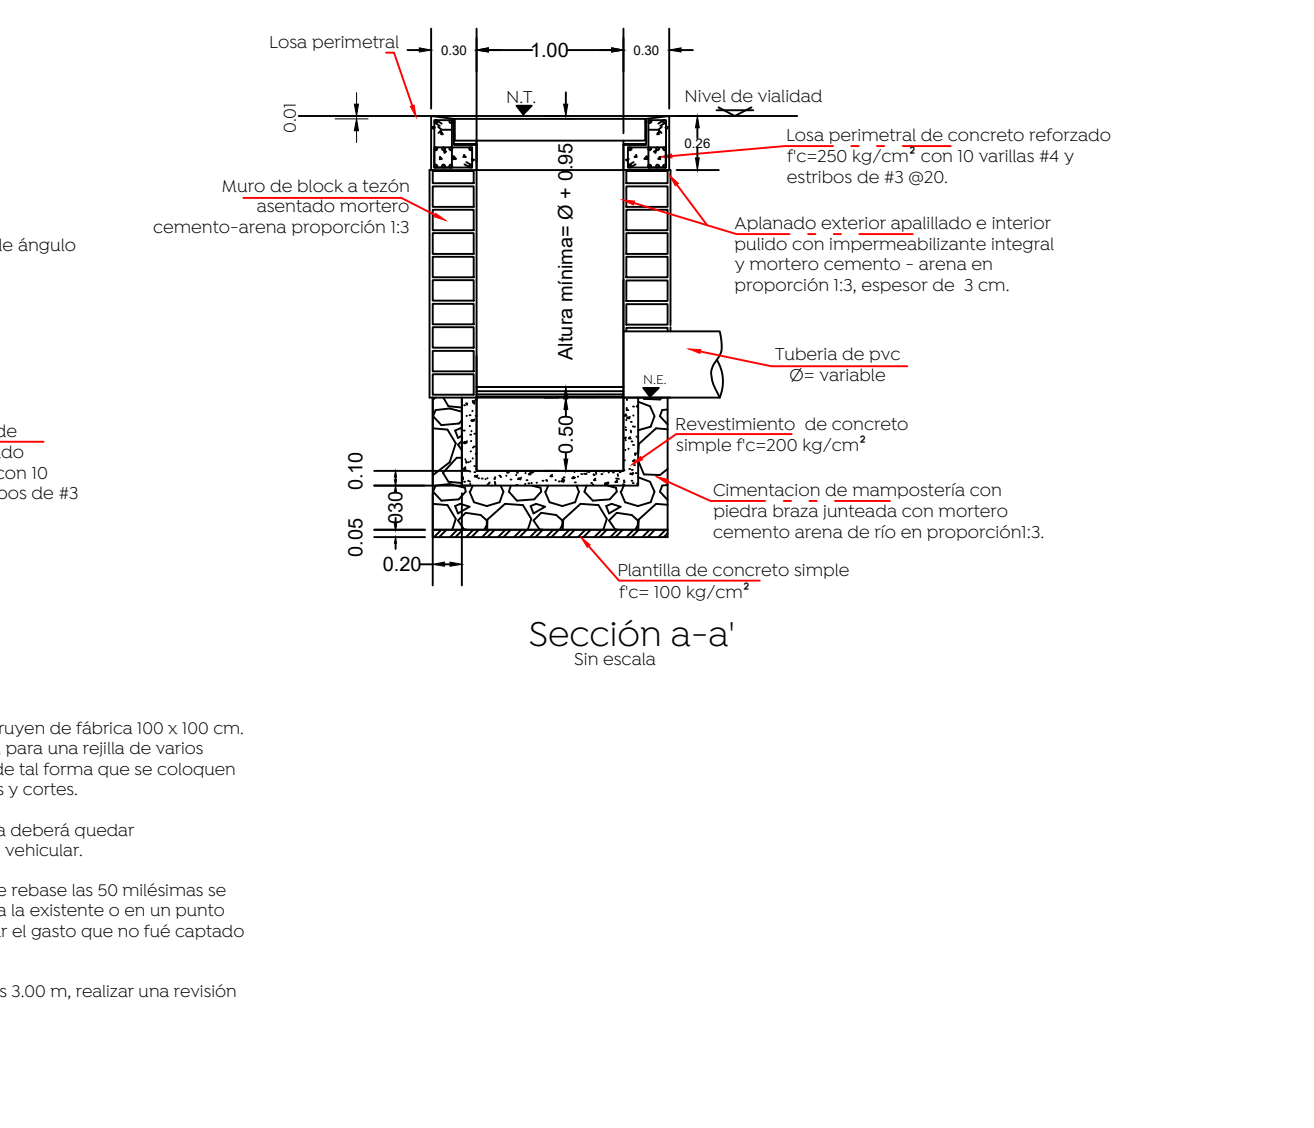 Losa perimetral
0.30
1.00
0.30
0.01
N.T.
Nivel de vialidad
0.26
Losa perimetral de concreto reforzado
f'c=250 kg/cm² con 10 varillas #4 y
estribos de #3 @20.
Muro de block a tezón
asentado mortero
cemento-arena proporción 1:3
Altura mínima= Ø + 0.95
Aplanado exterior apalillado e interior
pulido con impermeabilizante integral
y mortero cemento - arena en
proporción 1:3, espesor de 3 cm.
de ángulo
Tuberia de pvc
Ø= variable
N.E.
0.50
Revestimiento de concreto
simple f'c=200 kg/cm²
de
con 10
#3
0.10
030
0.05
0.20
Cimentacion de mampostería con
piedra braza junteada con mortero
cemento arena de río en proporción1:3.
Plantilla de concreto simple
f'c= 100 kg/cm²
Sección a-a'
Sin escala
ruyen de fábrica 100 x 100 cm.
para una rejilla de varios
de tal forma que se coloquen
s y cortes.
a deberá quedar
vehicular.
e rebase las 50 milésimas se
a la existente o en un punto
r el gasto que no fué captado
s 3.00 m, realizar una revisión